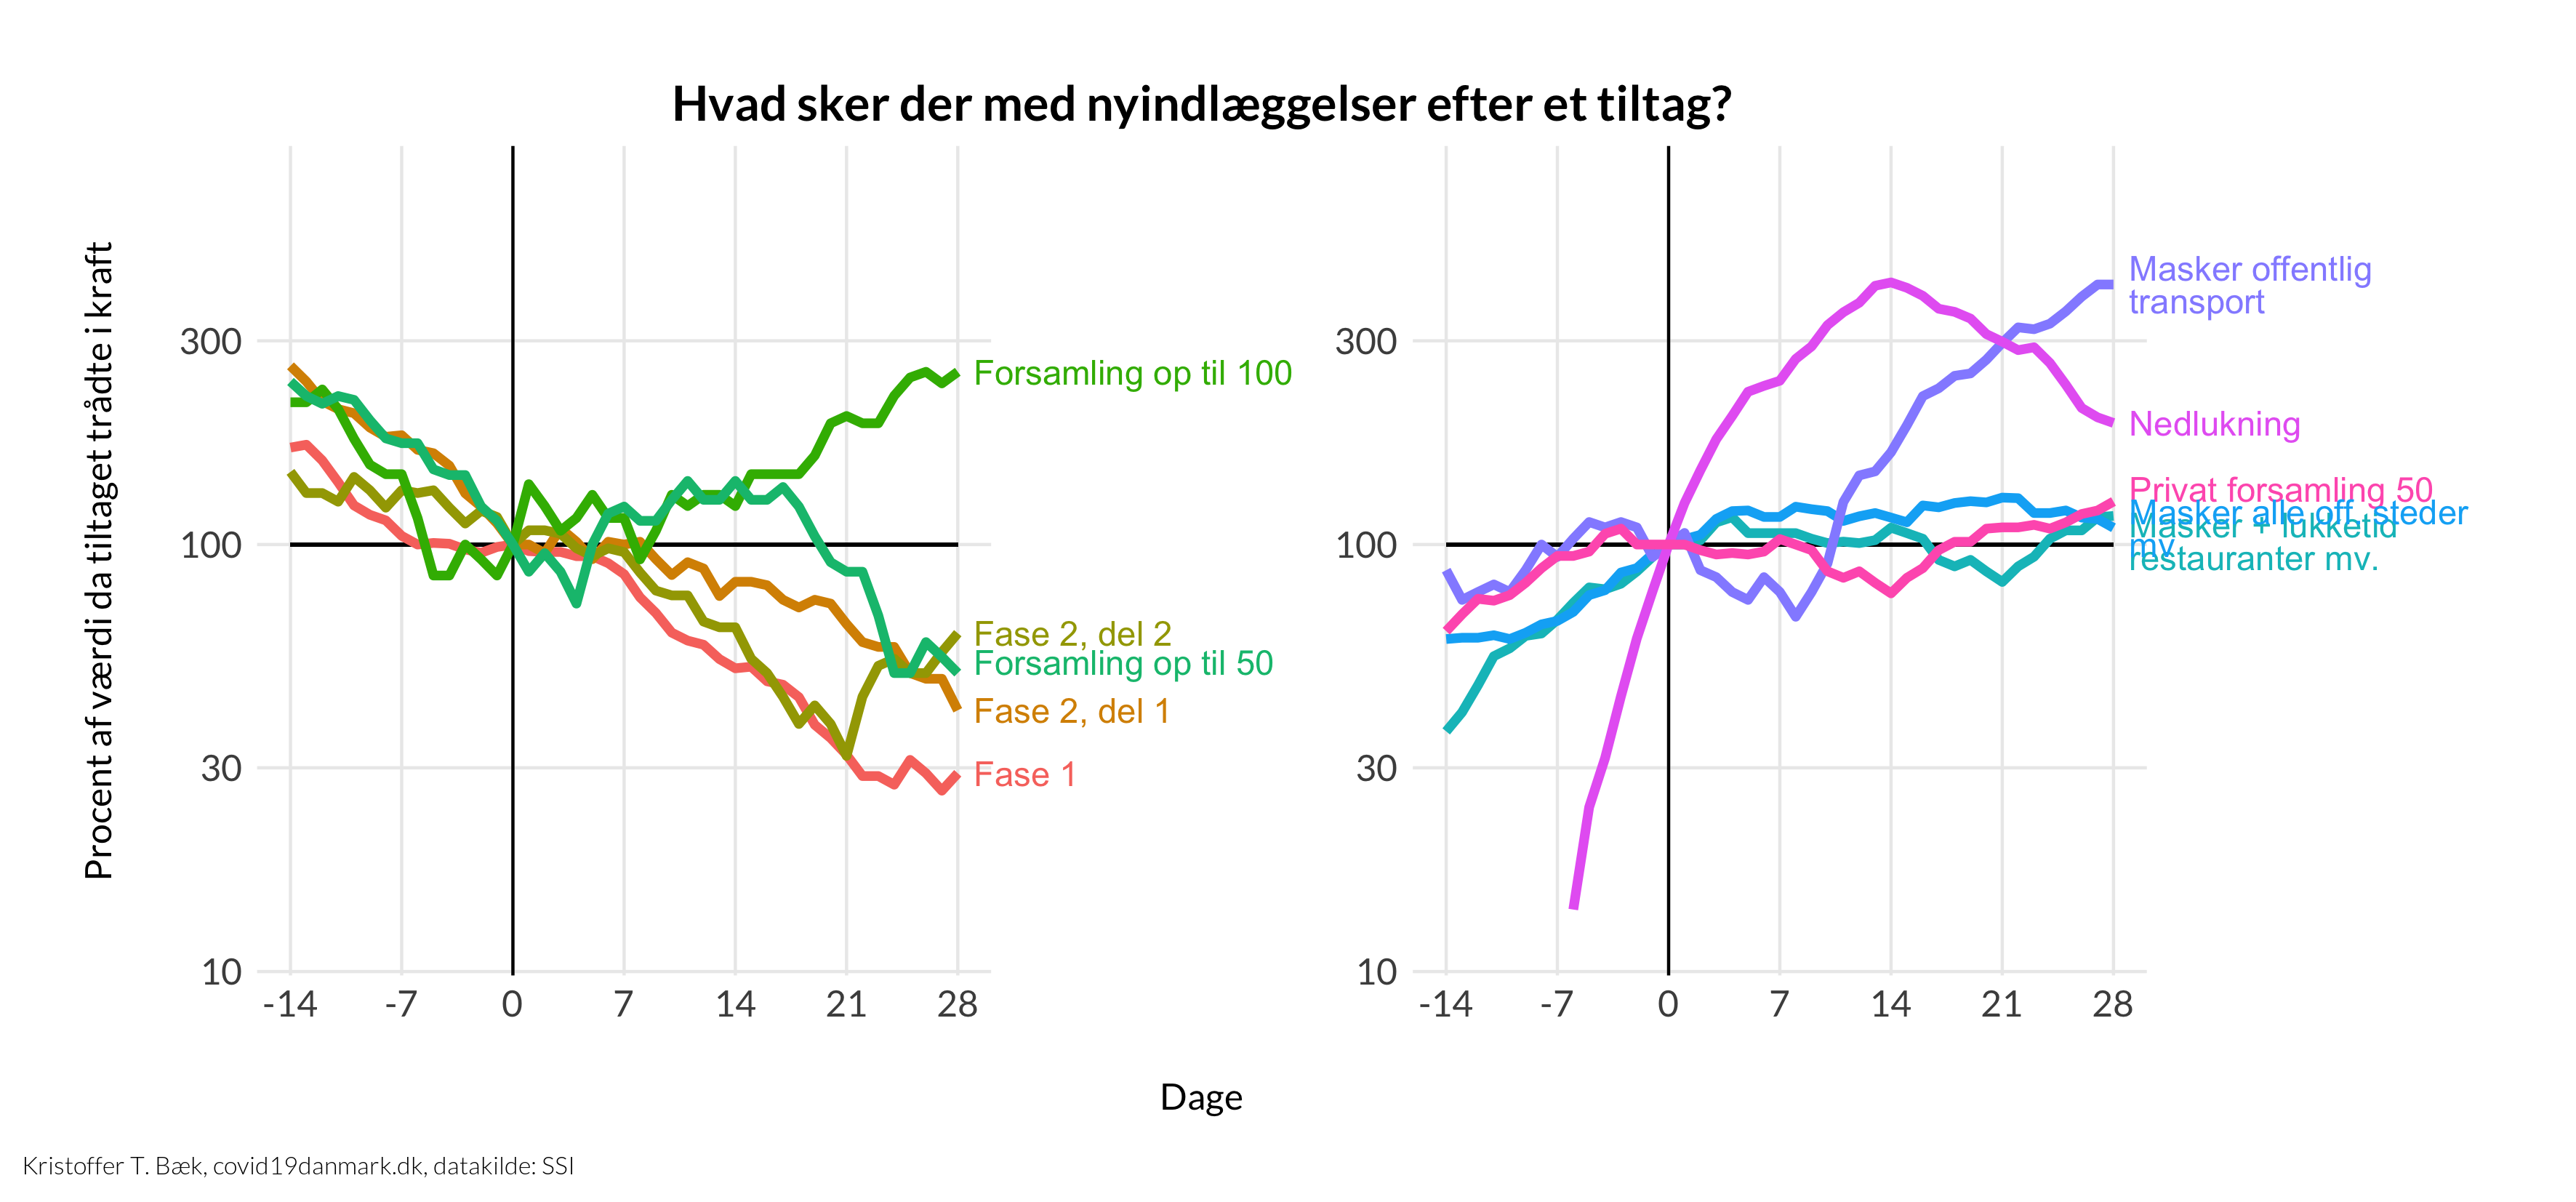 Hvad sker der med nyindlæggelser efter et tiltag?
Procent af værdi da tiltaget trådte i kraft
300
100
30
10
-14
-7
0
7
14
21
28
Forsamling op til 100
Fase 2, del 2
Forsamling op til 50
Fase 2, del 1
Fase 1
300
100
30
10
-14
-7
0
7
14
21
28
Masker offentlig
transport
Nedlukning
Privat forsamling 50
Masker alle off. steder
mv.
Masker + lukketid
restauranter mv.
Dage
Kristoffer T. Bæk, covid19danmark.dk, datakilde: SSI